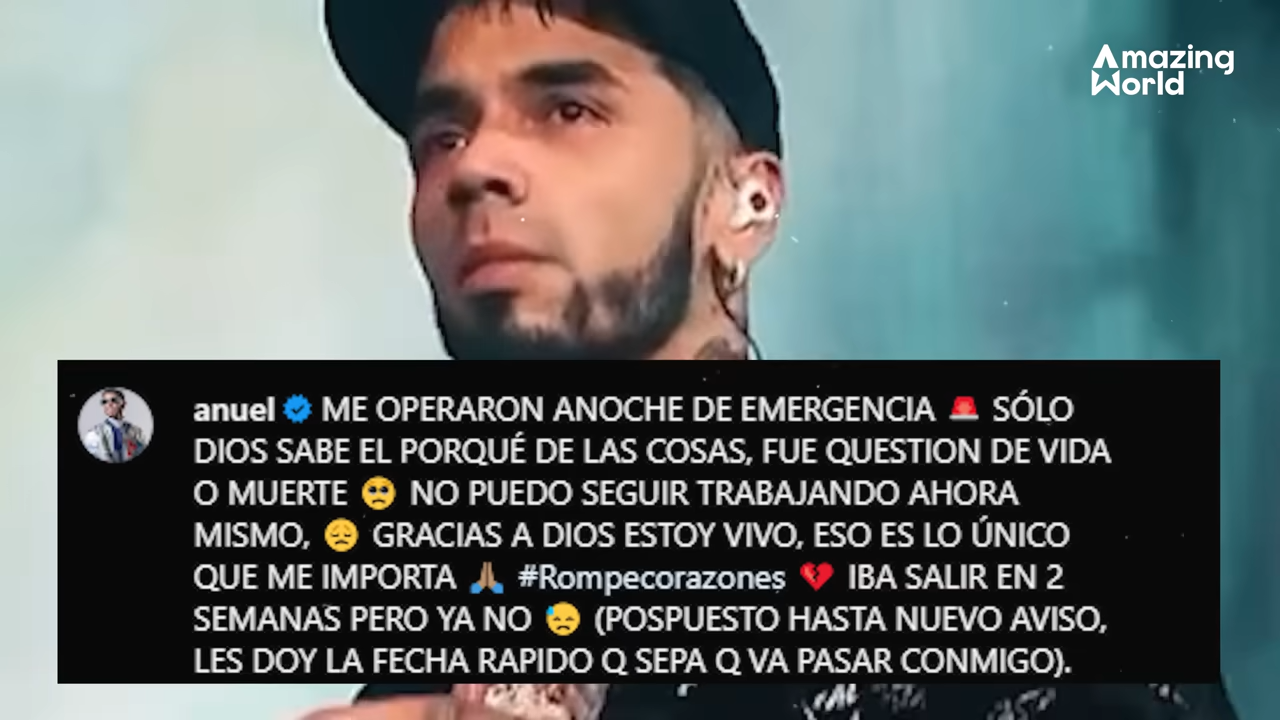 Amazing
World
anuel ME OPERARON ANOCHE DE EMERGENCIA 🚨 SÓLO
DIOS SABE EL PORQUÉ DE LAS COSAS, FUE QUESTION DE VIDA
O MUERTE 🥺 NO PUEDO SEGUIR TRABAJANDO AHORA
MISMO, 😔 GRACIAS A DIOS ESTOY VIVO, ESO ES LO ÚNICO
QUE ME IMPORTA 🙏🏽 #Rompecorazones 💔 IBA SALIR EN 2
SEMANAS PERO YA NO 😓 (POSPUESTO HASTA NUEVO AVISO,
LES DOY LA FECHA RAPIDO Q SEPA Q VA PASAR CONMIGO).